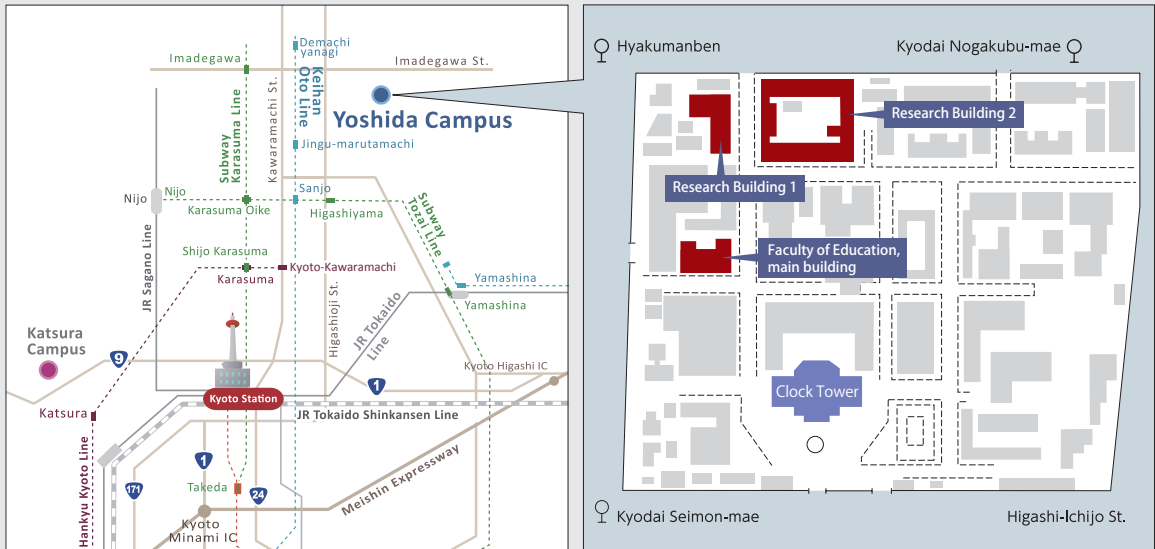 Demachi
yanagi
Imadegawa
Imadegawa St.
Keihan
Oto Line
Kawaramachi St.
Subway
Karasuma Line
Yoshida Campus
Jingu-marutamachi
Nijo
Nijo
Sanjo
Karasuma Oike
Higashiyama
Subway
Tozai Line
Shijo Karasuma
Karasuma
Kyoto-Kawaramachi
JR Sagano Line
Higashioji St.
Yamashina
Yamashina
JR Tokaido
Line
Katsura
Campus
9
1
Kyoto Higashi IC
Kyoto Station
Katsura
JR Tokaido Shinkansen Line
Hankyu Kyoto Line
1
171
Takeda
24
Meishin Expressway
Kyoto
Minami IC
Hyakumanben
Kyodai Nogakubu-mae
Research Building 2
Research Building 1
Faculty of Education,
main building
Clock Tower
Kyodai Seimon-mae
Higashi-Ichijo St.